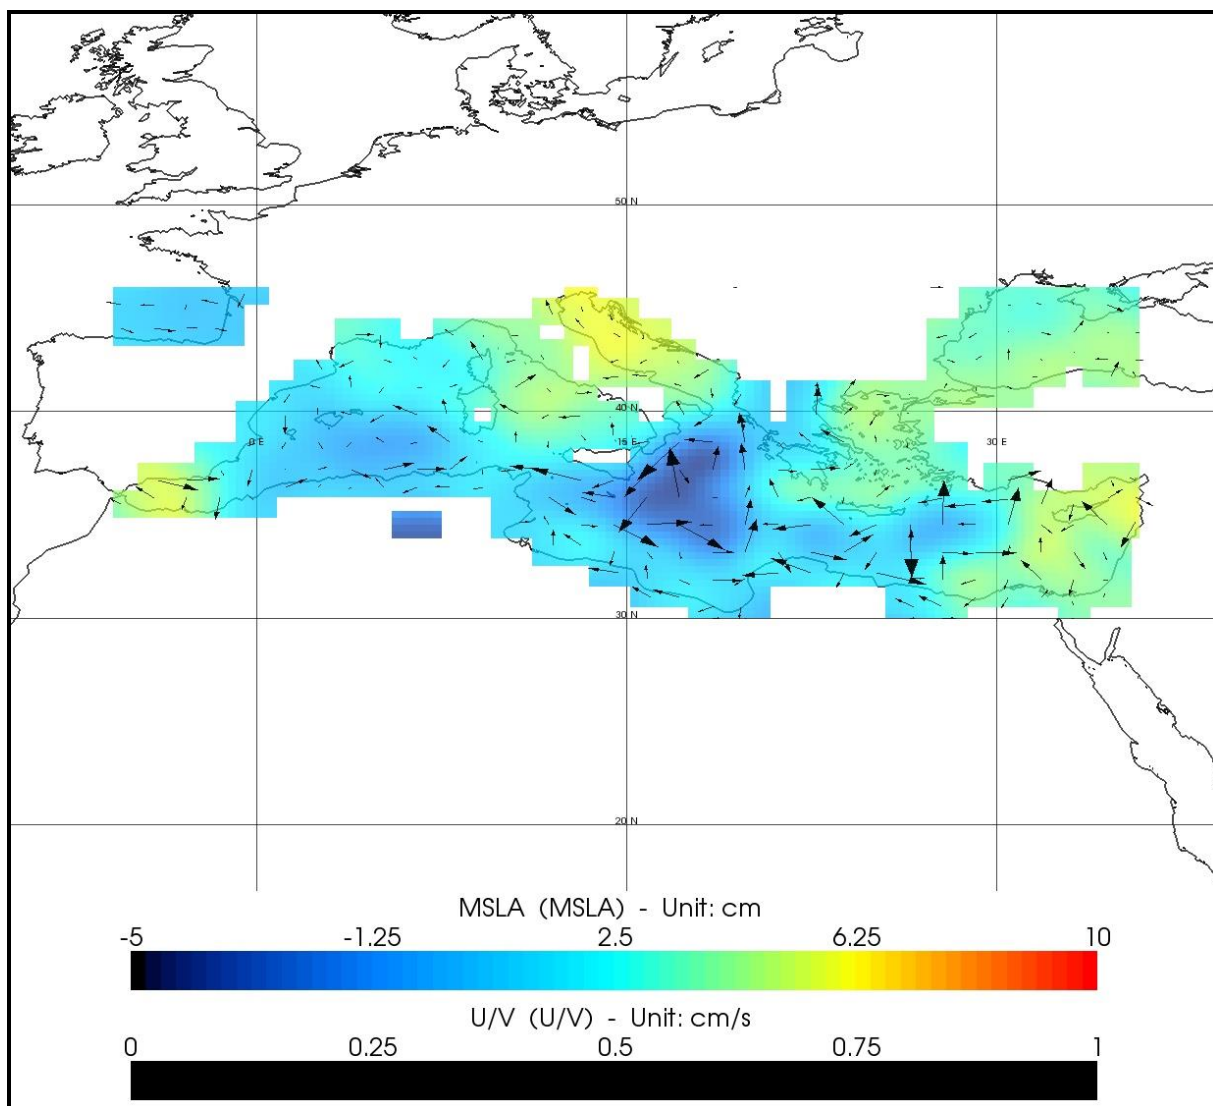 50 N
40 N
0 E
15 E
30 E
30 N
20 N
MSLA (MSLA) - Unit: cm
-5 -1.25 2.5 6.25 10
U/V (U/V) - Unit: cm/s
0 0.25 0.5 0.75 1